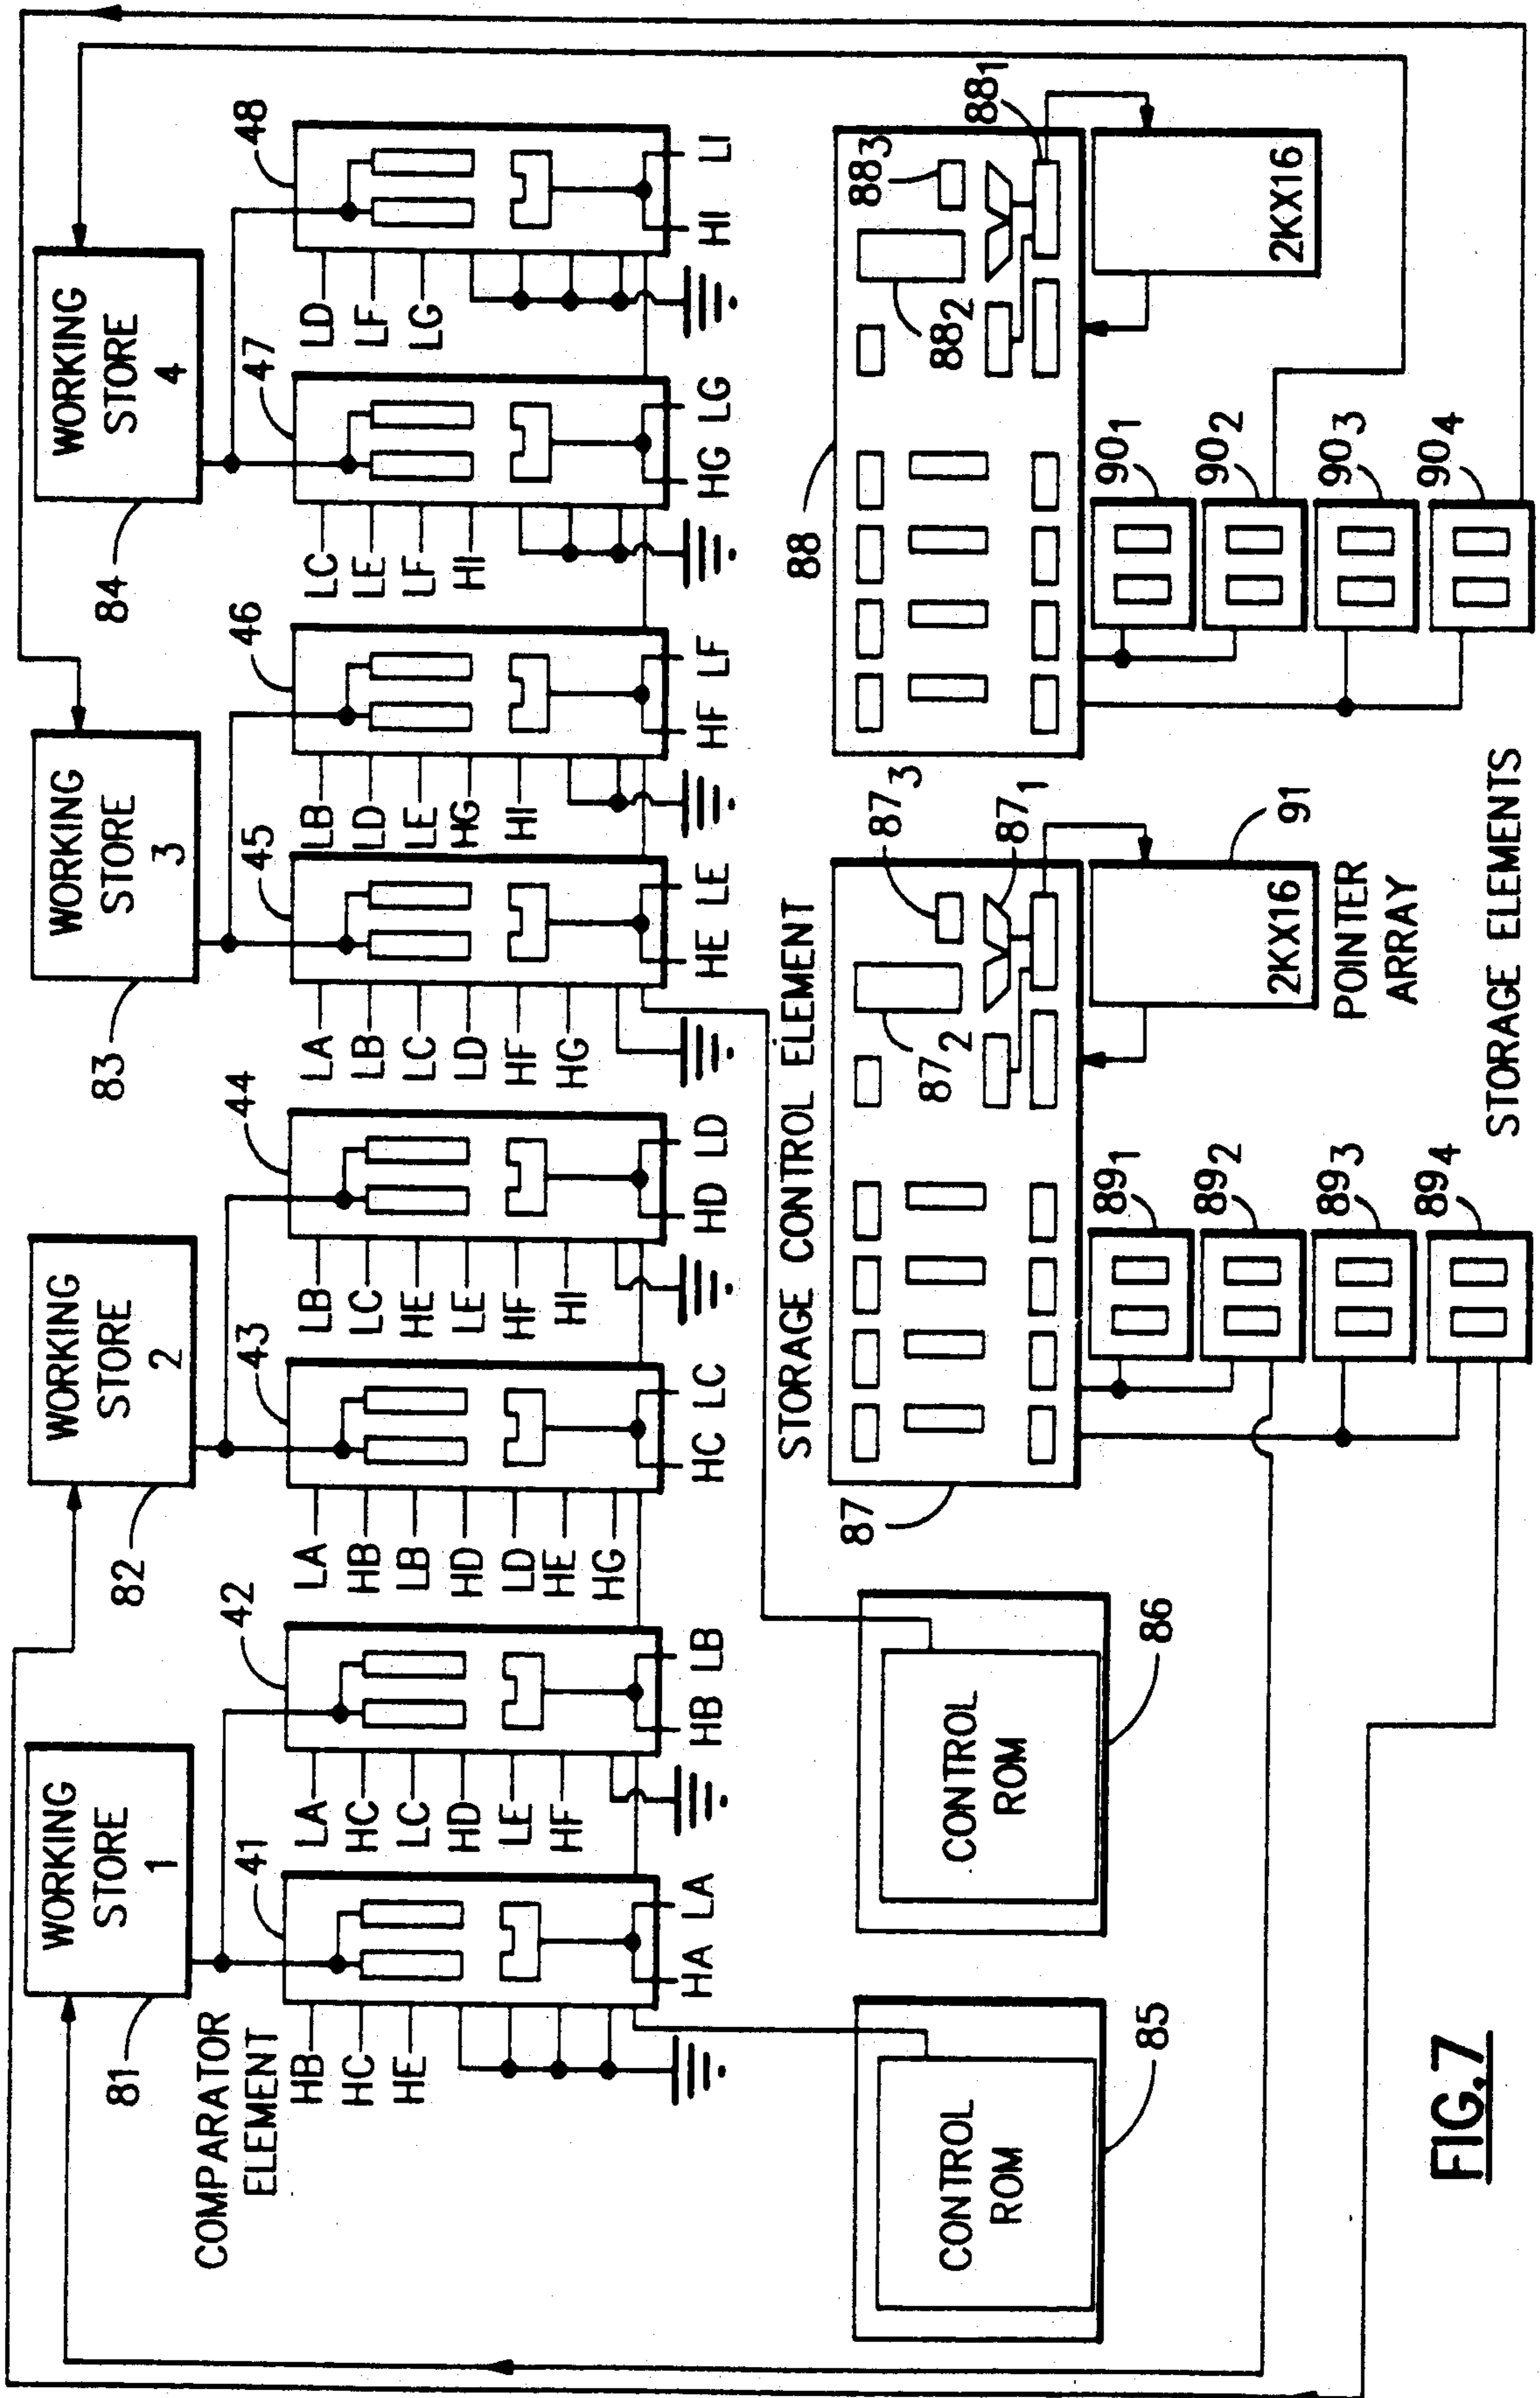 WORKING
STORE
1
81
WORKING
STORE
2
82
WORKING
STORE
3
83
WORKING
STORE
4
84
COMPARATOR
ELEMENT
41
HB
HC
HE
HA LA
42
LA
HC
LC
HD
LE
HF
HB LB
43
LA
HB
LB
HD
LD
HE
HG
HC LC
44
LB
LC
HE
LE
HF
HI
HD LD
45
LA
LB
LC
LD
HF
HG
HE LE
46
LB
LD
LE
HG
HI
HF LF
47
LC
LE
LF
HI
HG LG
48
LD
LF
LG
HI LI
CONTROL
ROM
85
CONTROL
ROM
86
STORAGE CONTROL ELEMENT
87
87₂
87₃
87₁
88
88₂
88₃
88₁
2KX16
91
POINTER
ARRAY
2KX16
89₁
89₂
89₃
89₄
90₁
90₂
90₃
90₄
STORAGE ELEMENTS
FIG.7